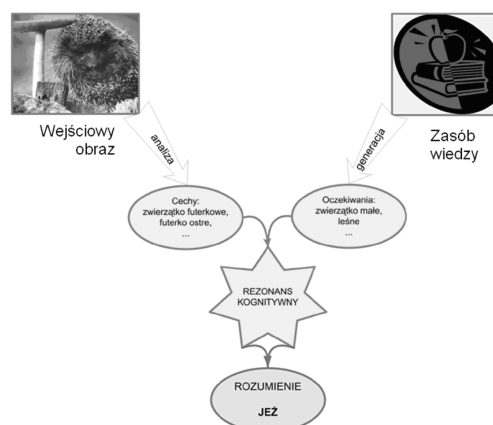 Wejściowy
obraz
analiza
Zasób
wiedzy
generacja
Cechy:
zwierzątko futerkowe,
futerko ostre,
...
Oczekiwania:
zwierzątko małe,
leśne
...
REZONANS
KOGNITYWNY
ROZUMIENIE
JEŻ